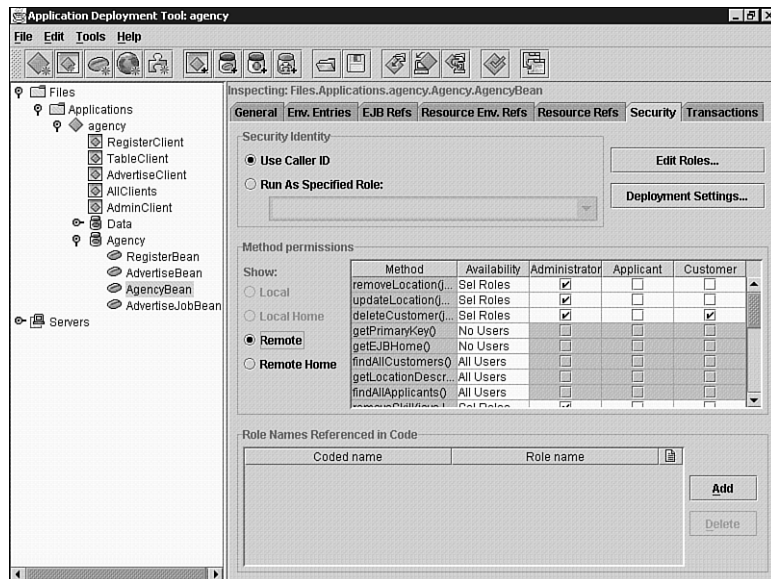 Application Deployment Tool: agency
File Edit Tools Help
Files
Applications
agency
RegisterClient
TableClient
AdvertiseClient
AllClients
AdminClient
Data
Agency
RegisterBean
AdvertiseBean
AgencyBean
AdvertiseJobBean
Servers
Inspecting: Files.Applications.agency.Agency.AgencyBean
General Env. Entries EJB Refs Resource Env. Refs Resource Refs Security Transactions
Security Identity
Use Caller ID
Run As Specified Role:
Edit Roles...
Deployment Settings...
Method permissions
Show:
Local
Local Home
Remote
Remote Home
Method Availability Administrator Applicant Customer
removeLocation(j... Sel Roles
updateLocation(j... Sel Roles
deleteCustomer(j... Sel Roles
getPrimaryKey() No Users
getEJBHome() No Users
findAllCustomers() All Users
getLocationDescr... All Users
findAllApplicants() All Users
Sel Roles
Role Names Referenced in Code
Coded name Role name
Add
Delete